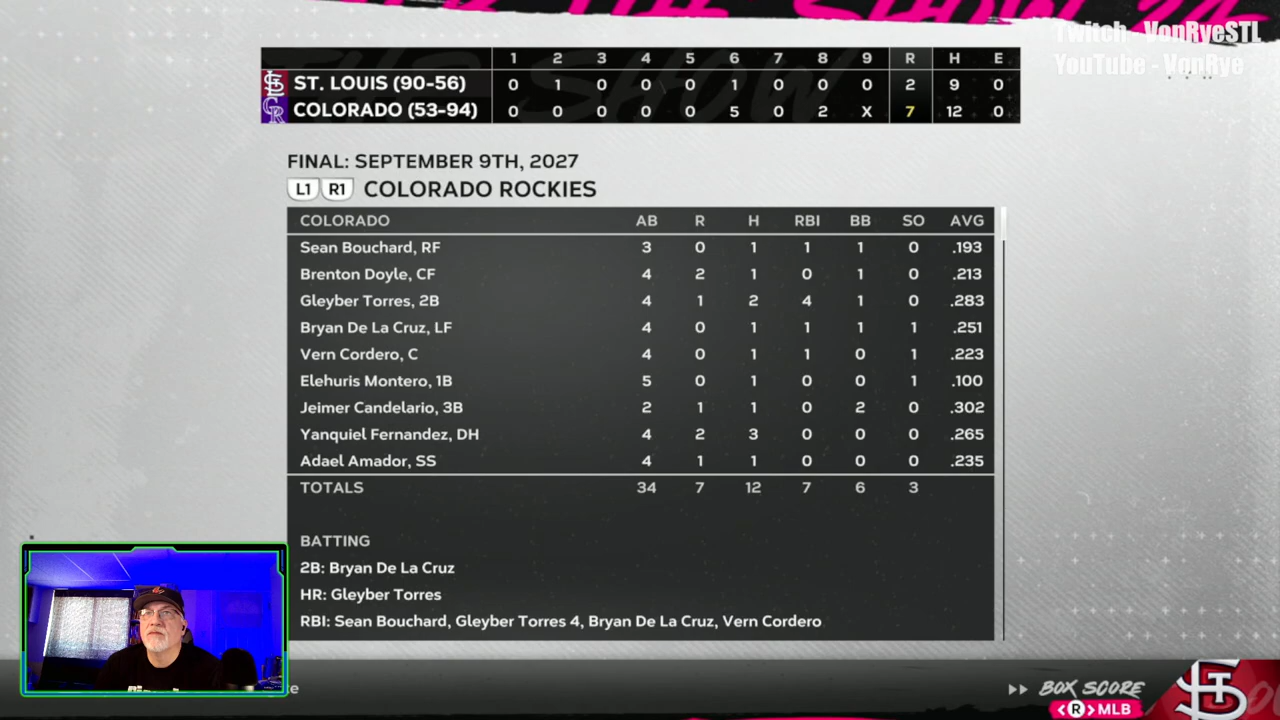 THE SHOW 24
Twitch - VonRyeSTL
YouTube - VonRye
1 2 3 4 5 6 7 8 9 R H E
ST. LOUIS (90-56) 0 1 0 0 0 1 0 0 0 2 9 0
COLORADO (53-94) 0 0 0 0 0 5 0 2 X 7 12 0
FINAL: SEPTEMBER 9TH, 2027
L1 R1 COLORADO ROCKIES
COLORADO AB R H RBI BB SO AVG
Sean Bouchard, RF 3 0 1 1 1 0 .193
Brenton Doyle, CF 4 2 1 0 1 0 .213
Gleyber Torres, 2B 4 1 2 4 1 0 .283
Bryan De La Cruz, LF 4 0 1 1 1 1 .251
Vern Cordero, C 4 0 1 1 0 1 .223
Elehuris Montero, 1B 5 0 1 0 0 1 .100
Jeimer Candelario, 3B 2 1 1 0 2 0 .302
Yanquiel Fernandez, DH 4 2 3 0 0 0 .265
Adael Amador, SS 4 1 1 0 0 0 .235
TOTALS 34 7 12 7 6 3
BATTING
2B: Bryan De La Cruz
HR: Gleyber Torres
RBI: Sean Bouchard, Gleyber Torres 4, Bryan De La Cruz, Vern Cordero
BOX SCORE
<R> MLB